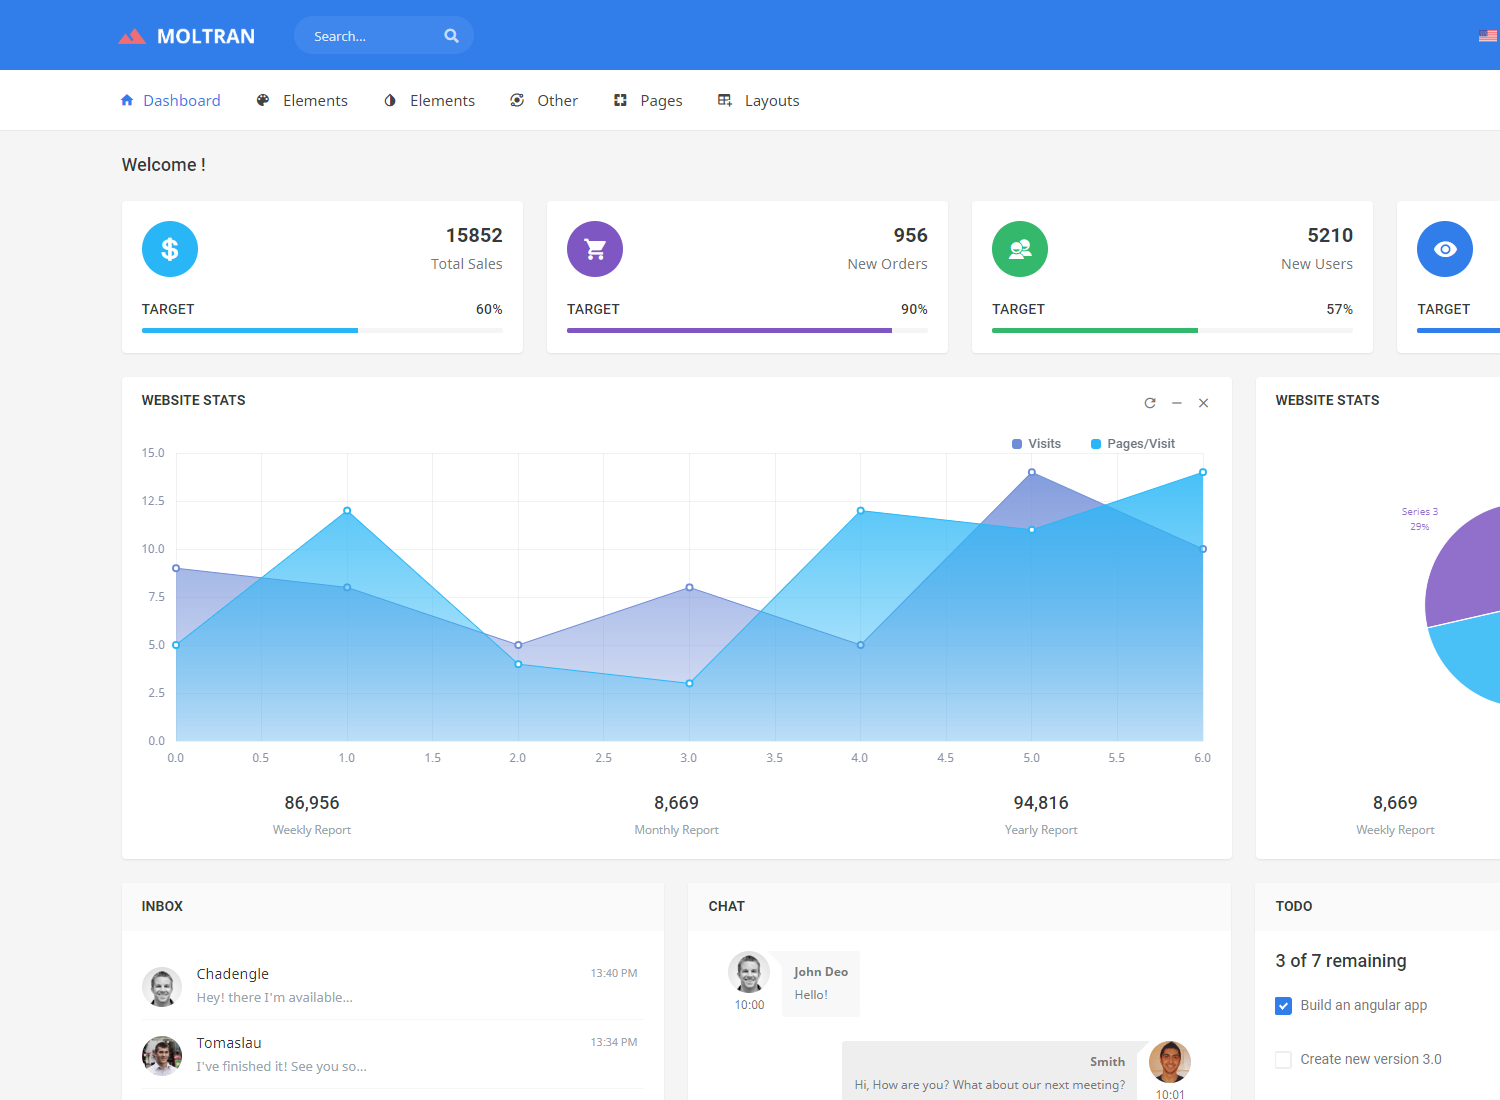 MOLTRAN
Search...
Dashboard Elements Elements Other Pages Layouts
Welcome !
15852
Total Sales
TARGET 60%
956
New Orders
TARGET 90%
5210
New Users
TARGET 57%
TARGET
WEBSITE STATS
Visits Pages/Visit
15.0
12.5
10.0
7.5
5.0
2.5
0.0
0.0 0.5 1.0 1.5 2.0 2.5 3.0 3.5 4.0 4.5 5.0 5.5 6.0
86,956
Weekly Report
8,669
Monthly Report
94,816
Yearly Report
WEBSITE STATS
Series 3
29%
8,669
Weekly Report
INBOX
Chadengle 13:40 PM
Hey! there I'm available...
Tomaslau 13:34 PM
I've finished it! See you so...
CHAT
John Deo
Hello!
10:00
Smith
Hi, How are you? What about our next meeting?
10:01
TODO
3 of 7 remaining
Build an angular app
Create new version 3.0